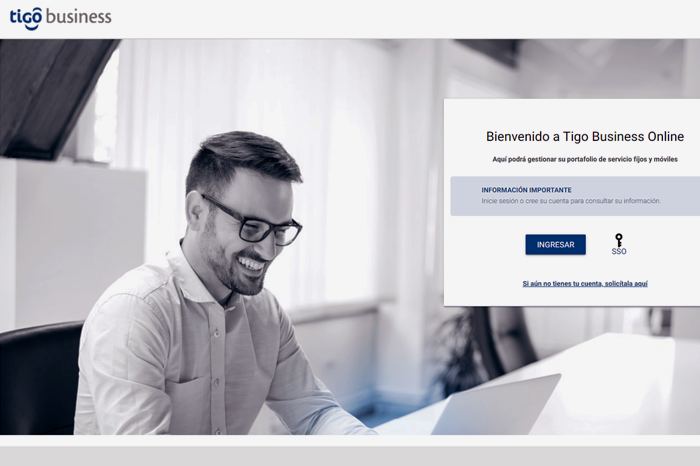 tigo business
Bienvenido a Tigo Business Online
Aquí podrá gestionar su portafolio de servicio fijos y móviles
INFORMACIÓN IMPORTANTE
Inicie sesión o cree su cuenta para consultar su información.
INGRESAR
SSO
Si aún no tienes tu cuenta, solicítala aquí